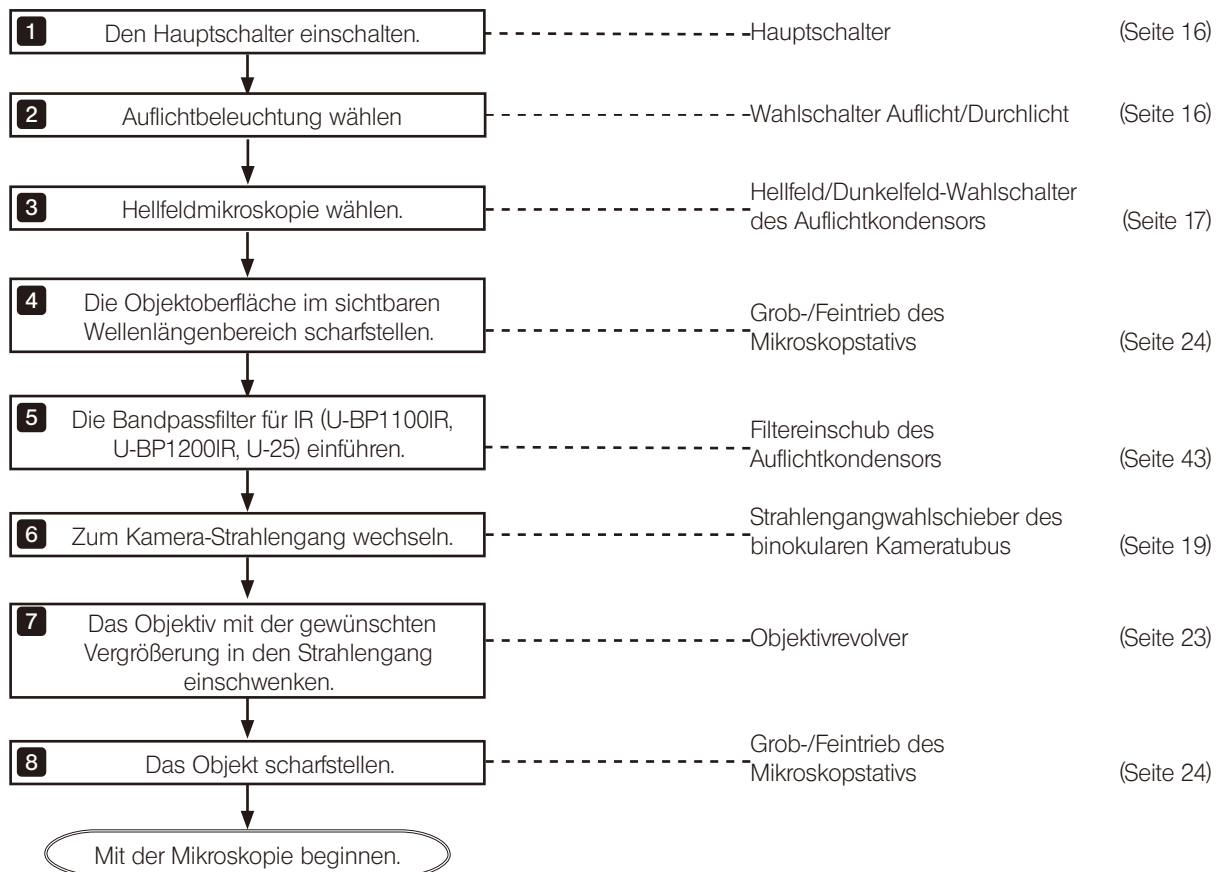 1 Den Hauptschalter einschalten. Hauptschalter (Seite 16)
2 Auflichtbeleuchtung wählen Wahlschalter Auflicht/Durchlicht (Seite 16)
3 Hellfeldmikroskopie wählen. Hellfeld/Dunkelfeld-Wahlschalter
des Auflichtkondensors (Seite 17)
4 Die Objektoberfläche im sichtbaren
Wellenlängenbereich scharfstellen.
Grob-/Feintrieb des
Mikroskopstativs (Seite 24)
5 Die Bandpassfilter für IR (U-BP1100IR,
U-BP1200IR, U-25) einführen.
Filtereinschub des
Auflichtkondensors (Seite 43)
6 Zum Kamera-Strahlengang wechseln.
Strahlengangwahlschieber des
binokularen Kameratubus (Seite 19)
7 Das Objektiv mit der gewünschten
Vergrößerung in den Strahlengang
einschwenken.
Objektivrevolver (Seite 23)
8 Das Objekt scharfstellen.
Grob-/Feintrieb des
Mikroskopstativs (Seite 24)
Mit der Mikroskopie beginnen.